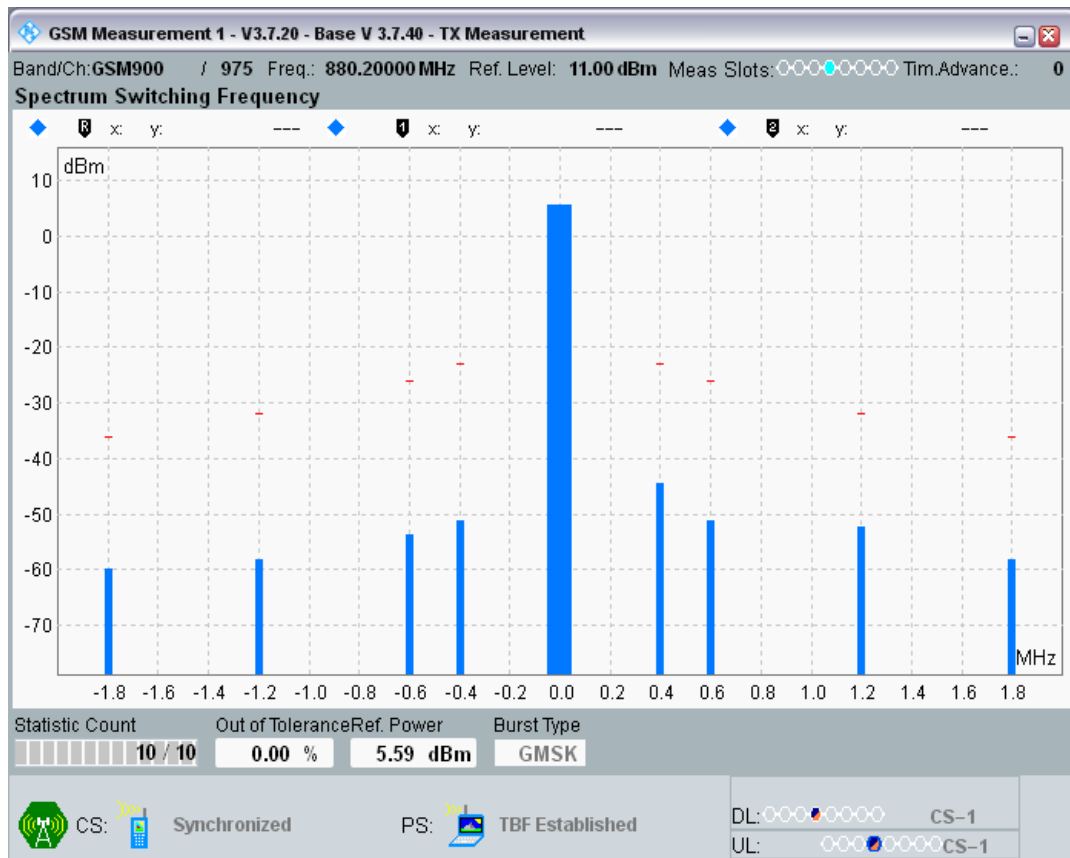 GSM Measurement 1 - V3.7.20 - Base V 3.7.40 - TX Measurement
Band/Ch:GSM900 / 975 Freq.: 880.20000 MHz Ref. Level: 11.00 dBm Meas Slots: Tim.Advance.: 0
Spectrum Switching Frequency
R x: y: --- 1 x: y: --- 2 x: y: ---
dBm
10
0
-10
-20
-30
-40
-50
-60
-70
MHz
-1.8 -1.6 -1.4 -1.2 -1.0 -0.8 -0.6 -0.4 -0.2 0.0 0.2 0.4 0.6 0.8 1.0 1.2 1.4 1.6 1.8
Statistic Count Out of Tolerance Ref. Power Burst Type
10 / 10 0.00 % 5.59 dBm GMSK
CS: Synchronized PS: TBF Established
DL: CS-1
UL: CS-1